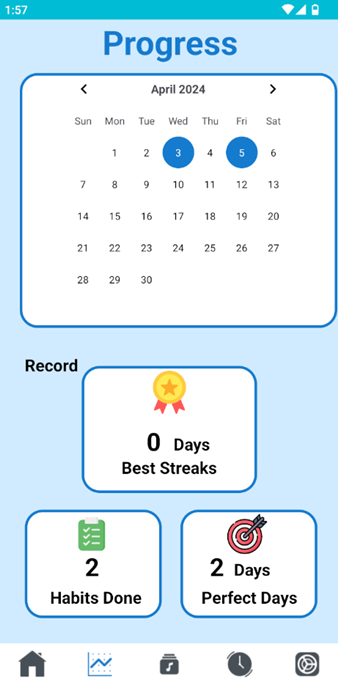 1:57
Progress
April 2024
Sun Mon Tue Wed Thu Fri Sat
1 2 3 4 5 6
7 8 9 10 11 12 13
14 15 16 17 18 19 20
21 22 23 24 25 26 27
28 29 30
Record
0 Days
Best Streaks
2
Habits Done
2 Days
Perfect Days